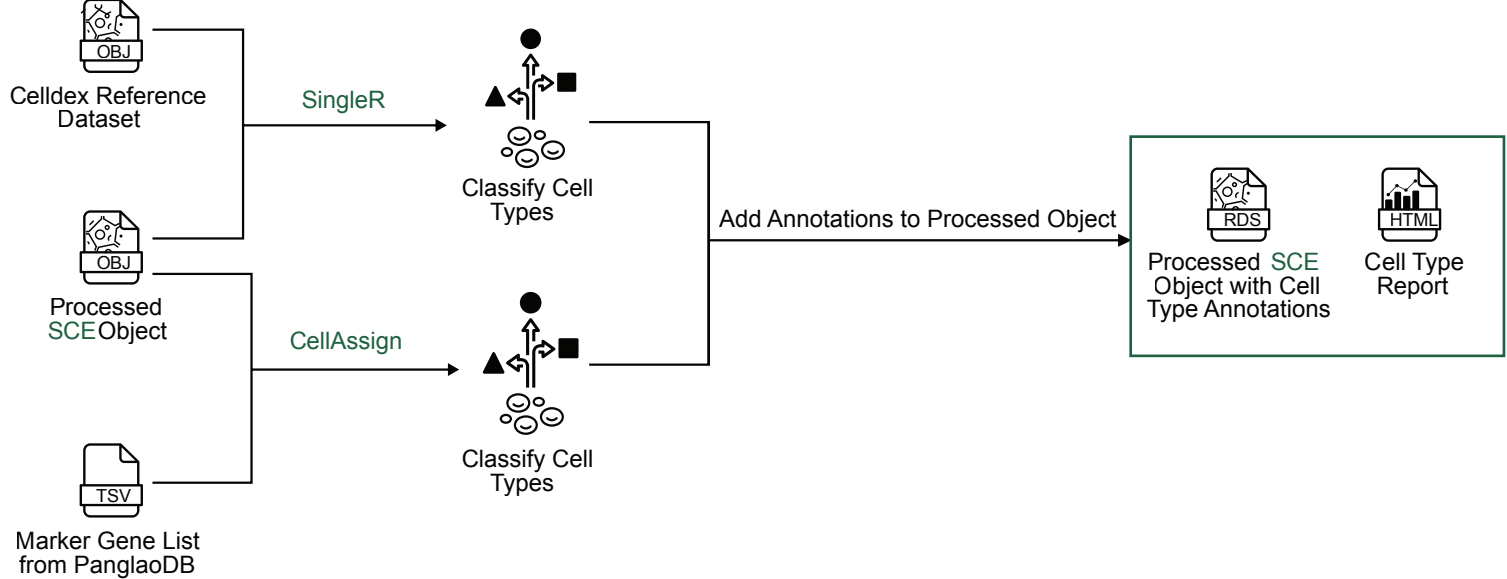 OBJ
Celldex Reference
Dataset
SingleR
Classify Cell
Types
OBJ
Processed
SCE Object
CellAssign
Classify Cell
Types
TSV
Marker Gene List
from PanglaoDB
Add Annotations to Processed Object
RDS
Processed SCE
Object with Cell
Type Annotations
HTML
Cell Type
Report